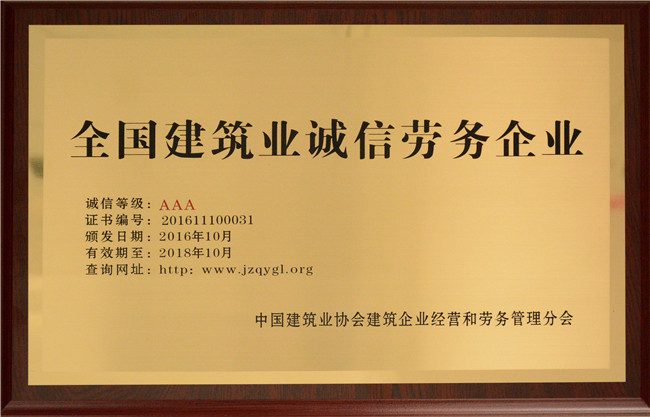 全国建筑业诚信劳务企业
诚信等级：AAA
证书编号：201611100031
颁发日期：2016年10月
有效期至：2018年10月
查询网址：http：www.jzqygl.org
中国建筑业协会建筑企业经营和劳务管理分会